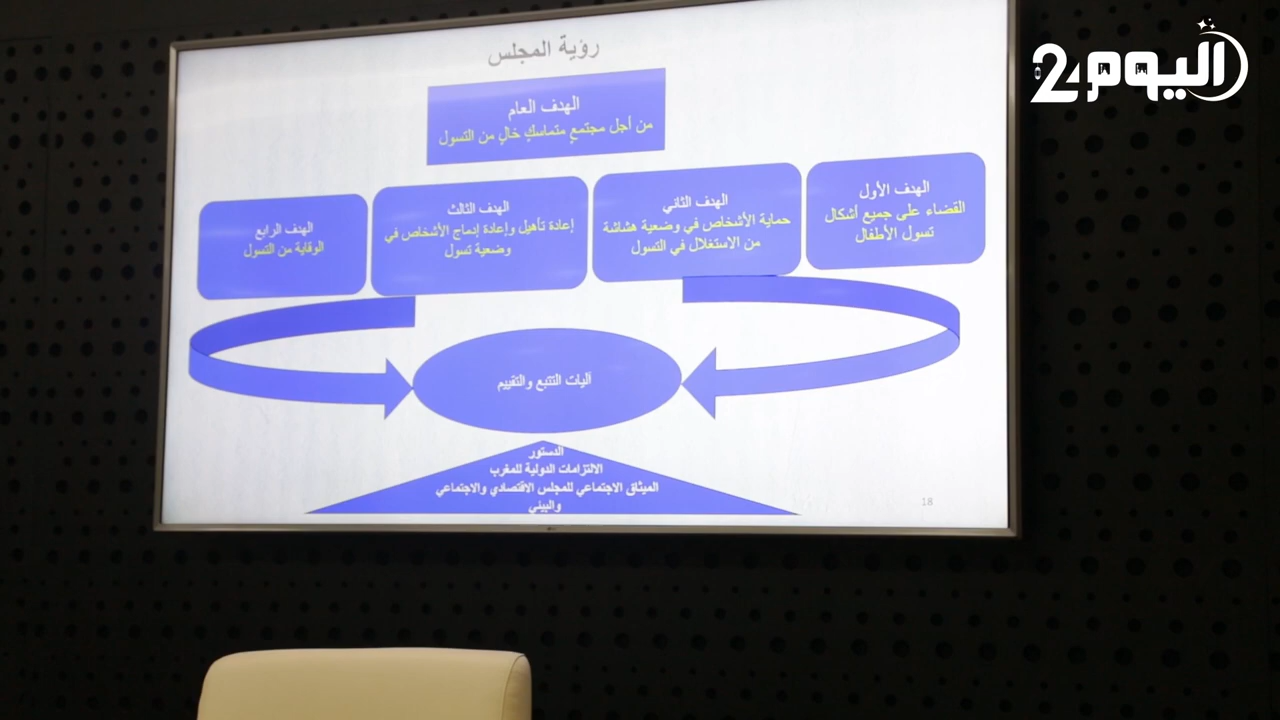 اليوم 24
رؤية المجلس
الهدف العام
من أجل مجتمعٍ متماسكٍ خالٍ من التسول
الهدف الأول
القضاء على جميع أشكال
تسول الأطفال
الهدف الثاني
حماية الأشخاص في وضعية هشاشة
من الاستغلال في التسول
الهدف الثالث
إعادة تأهيل وإعادة إدماج الأشخاص في
وضعية تسول
الهدف الرابع
الوقاية من التسول
آليات التتبع والتقييم
الدستور
الالتزامات الدولية للمغرب
الميثاق الاجتماعي للمجلس الاقتصادي والاجتماعي
والبيئي
18